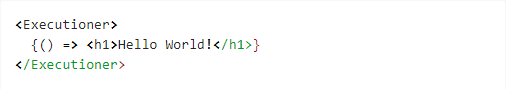 <Executioner>
  {() => <h1>Hello World!</h1>}
</Executioner>